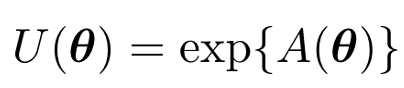 U(𝜽) = exp{A(𝜽)}